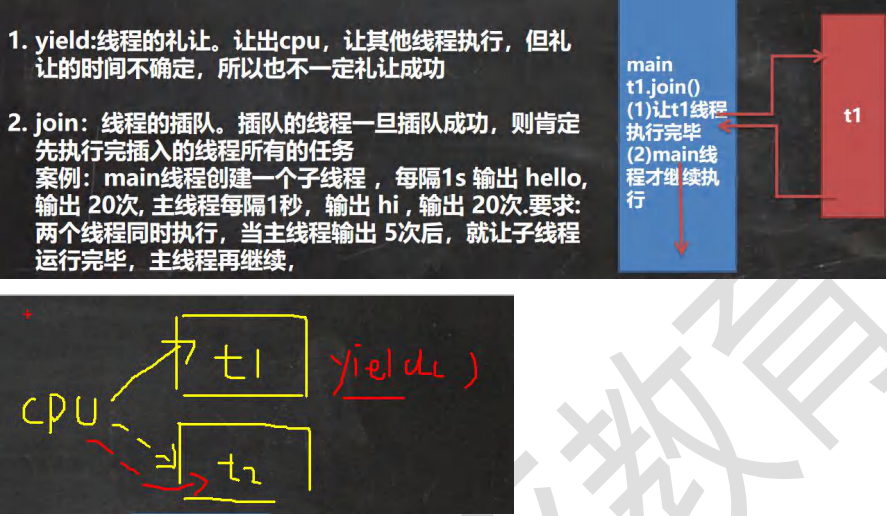 1. yield:线程的礼让。让出cpu，让其他线程执行，但礼
让的时间不确定，所以也不一定礼让成功
2. join：线程的插队。插队的线程一旦插队成功，则肯定
先执行完插入的线程所有的任务
案例：main线程创建一个子线程 ，每隔1s 输出 hello,
输出 20次, 主线程每隔1秒，输出 hi , 输出 20次.要求:
两个线程同时执行，当主线程输出 5次后，就让子线程
运行完毕，主线程再继续，
main
t1.join()
(1)让t1线程
执行完毕
(2)main线
程才继续执
行
t1
t1
yield()
cpu
t2
教育